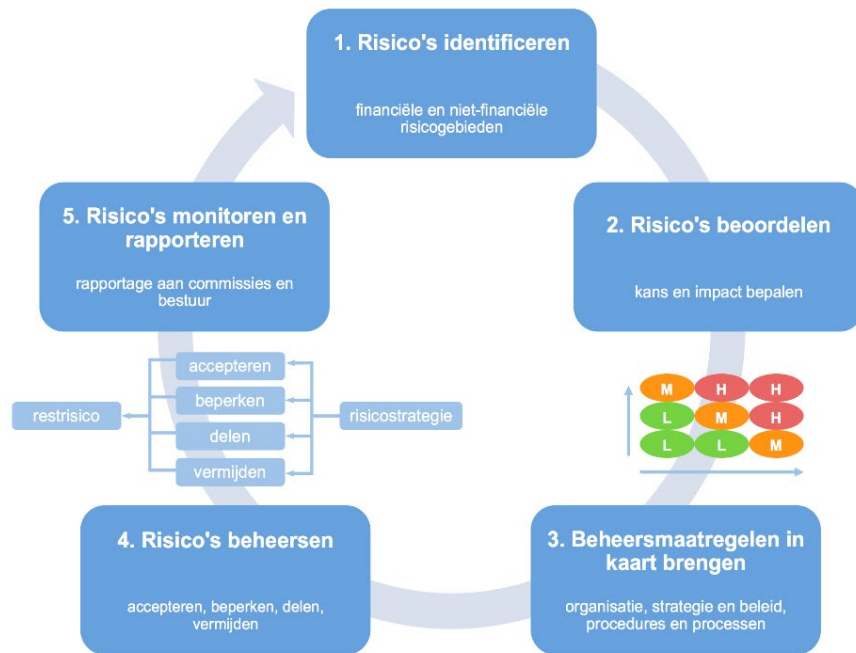 1. Risico's identificeren
financiële en niet-financiële
risicogebieden
5. Risico's monitoren en
rapporteren
rapportage aan commissies en
bestuur
2. Risico's beoordelen
kans en impact bepalen
accepteren
beperken
restrisico
risicostrategie
delen
vermijden
M H H
L M H
L L M
4. Risico's beheersen
accepteren, beperken, delen,
vermijden
3. Beheersmaatregelen in
kaart brengen
organisatie, strategie en beleid,
procedures en processen